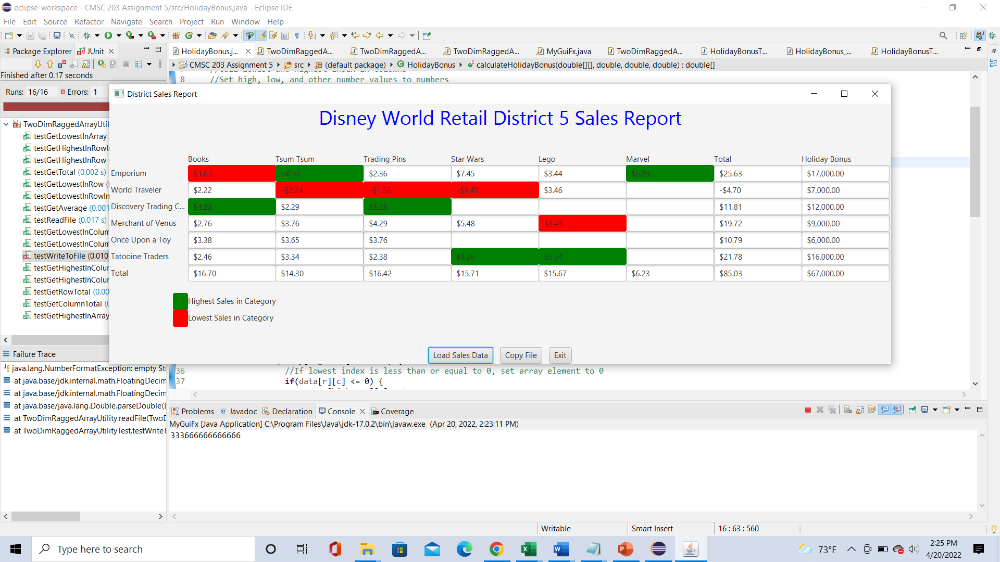 eclipse-workspace - CMSC 203 Assignment 5/src/HolidayBonus.java - Eclipse IDE
File Edit Source Refactor Navigate Search Project Run Window Help
Package Explorer JUnit
HolidayBonus.j... TwoDimRaggedA... TwoDimRaggedA... TwoDimRaggedA... MyGuiFx.java TwoDimRaggedA... HolidayBonusT... HolidayBonus_... HolidayBonusT...
CMSC 203 Assignment 5 src (default package) HolidayBonus calculateHolidayBonus(double[][], double, double, double) : double[]
Finished after 0.17 seconds
8 //Set high, low, and other number values to numbers
Runs: 16/16 Errors: 1
District Sales Report
Disney World Retail District 5 Sales Report
TwoDimRaggedArrayUtil
testGetLowestInArray
testGetHighestInRowI
testGetHighestInRow
testGetTotal (0.002 s)
testGetLowestInRow
testGetLowestInRowIn
testGetAverage (0.001
testReadFile (0.017 s)
testGetLowestInColum
testGetLowestInColum
testWriteToFile (0.010
testGetHighestInColur
testGetHighestInColur
testGetRowTotal (0.00
testGetColumnTotal (0
testGetHighestInArray
Books Tsum Tsum Trading Pins Star Wars Lego Marvel Total Holiday Bonus
Emporium $1.65 $4.50 $2.36 $7.45 $3.44 $6.23 $25.63 $17,000.00
World Traveler $2.22 -$3.24 -$1.66 -$5.48 $3.46 -$4.70 $7,000.00
Discovery Trading C... $4.23 $2.29 $5.29 $11.81 $12,000.00
Merchant of Venus $2.76 $3.76 $4.29 $5.48 $3.43 $19.72 $9,000.00
Once Upon a Toy $3.38 $3.65 $3.76 $10.79 $6,000.00
Tatooine Traders $2.46 $3.34 $2.38 $8.26 $5.34 $21.78 $16,000.00
Total $16.70 $14.30 $16.42 $15.71 $15.67 $6.23 $85.03 $67,000.00
Highest Sales in Category
Lowest Sales in Category
Load Sales Data Copy File Exit
Failure Trace
java.lang.NumberFormatException: empty Stı
at java.base/jdk.internal.math.FloatingDecim
at java.base/jdk.internal.math.FloatingDecim
at java.base/java.lang.Double.parseDouble(D
at TwoDimRaggedArrayUtility.readFile(TwoD
at TwoDimRaggedArrayUtilityTest.testWriteT
36 //If lowest index is less than or equal to 0, set array element to 0
37 if(data[r][c] <= 0) {
Problems @ Javadoc Declaration Console Coverage
MyGuiFx [Java Application] C:\Program Files\Java\jdk-17.0.2\bin\javaw.exe (Apr 20, 2022, 2:23:11 PM)
333666666666666
Writable Smart Insert 16 : 63 : 560
Type here to search
73°F
2:25 PM
4/20/2022